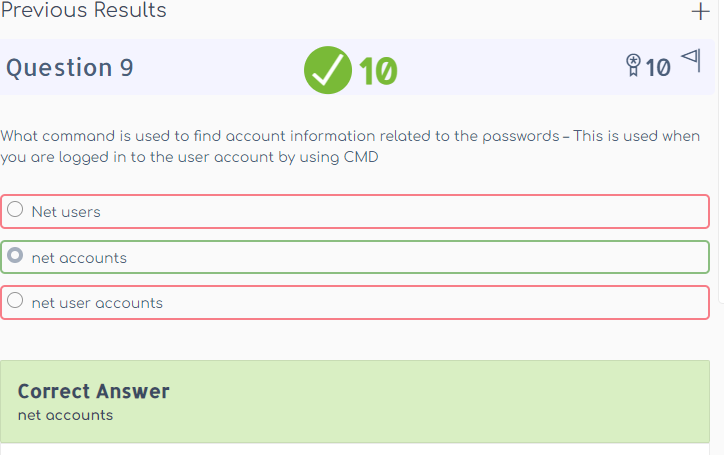 Previous Results
Question 9
10
10
What command is used to find account information related to the passwords – This is used when
you are logged in to the user account by using CMD
Net users
net accounts
net user accounts
Correct Answer
net accounts